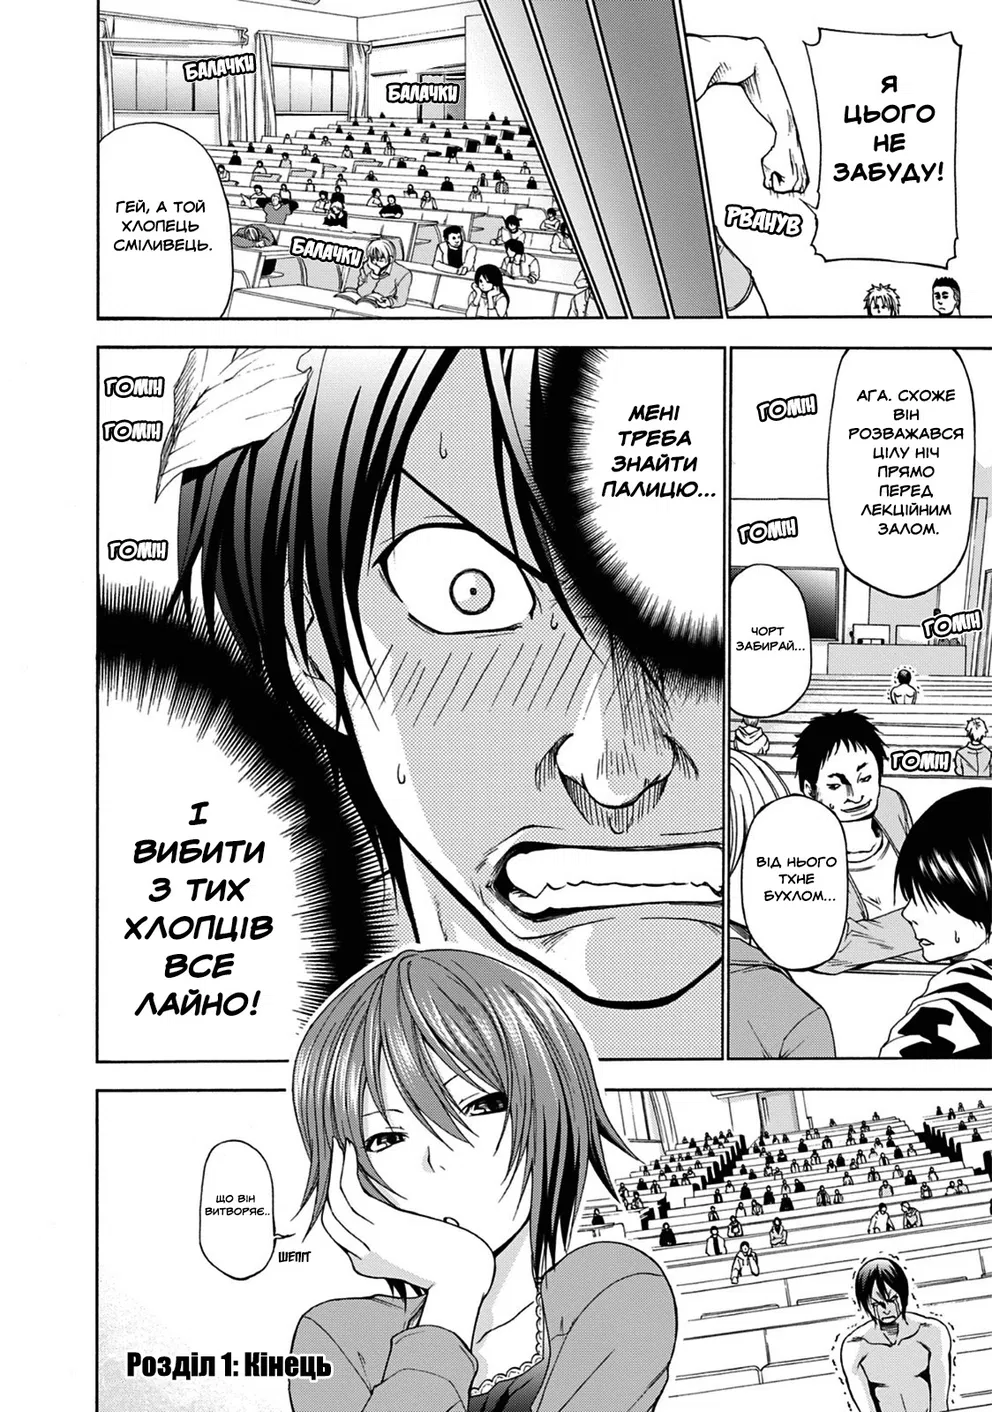 Я
ЦЬОГО
НЕ
ЗАБУДУ!
РВАНУВ
БАЛАЧКИ
БАЛАЧКИ
ГЕЙ, А ТОЙ
ХЛОПЕЦЬ
СМІЛИВЕЦЬ.
БАЛАЧКИ
АГА. СХОЖЕ
ВІН
РОЗВАЖАВСЯ
ЦІЛУ НІЧ
ПРЯМО
ПЕРЕД
ЛЕКЦІЙНИМ
ЗАЛОМ.
ГОМІН
ГОМІН
ГОМІН
ЧОРТ
ЗАБИРАЙ...
ГОМІН
ВІД НЬОГО
ТХНЕ
БУХЛОМ...
МЕНІ
ТРЕБА
ЗНАЙТИ
ПАЛИЦЮ...
ГОМІН
ГОМІН
ГОМІН
І
ВИБИТИ
З ТИХ
ХЛОПЦІВ
ВСЕ
ЛАЙНО!
ЩО ВІН
ВИТВОРЯЄ..
ШЕПІТ
Розділ 1: Кінець